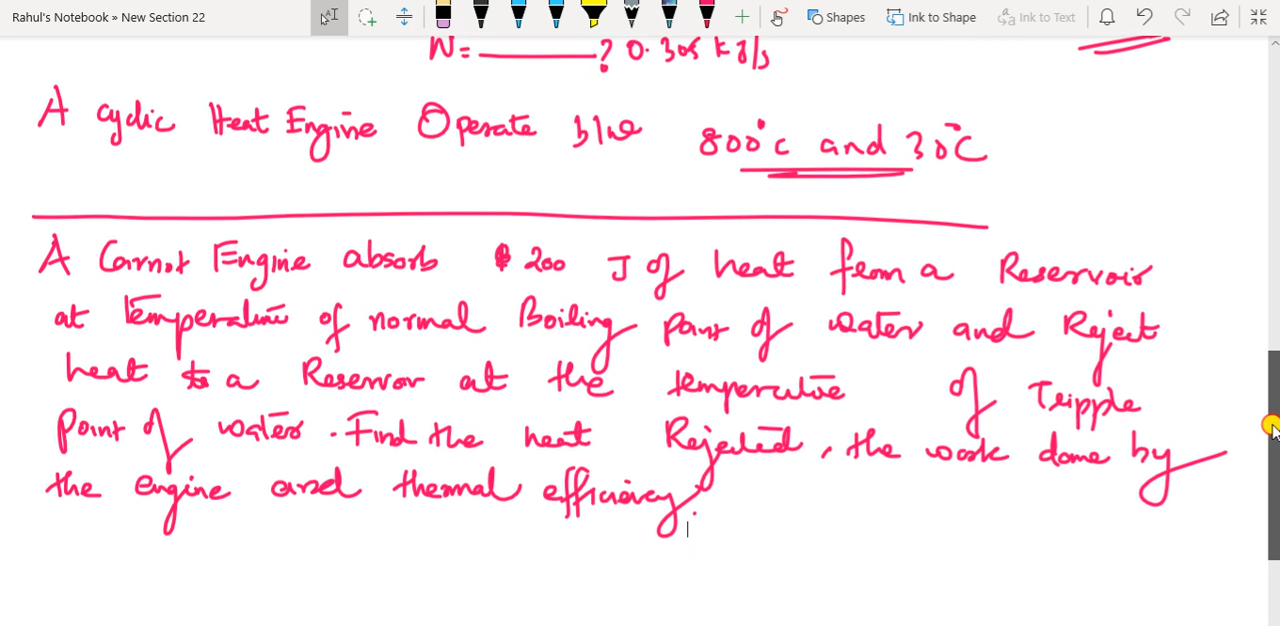 Rahul's Notebook » New Section 22
Shapes
Ink to Shape
Ink to Text
W = ______? 0.305 kJ/s
A cyclic Heat Engine Operate b/w 800°C and 30°C
A Carnot Engine absorb 200 J of heat from a Reservoir
at temperature of normal Boiling Point of water and Reject
heat to a Reservor at the temperature of Tripple
Point of water. Find the heat Rejected, the work done by
the engine and thermal efficiency.